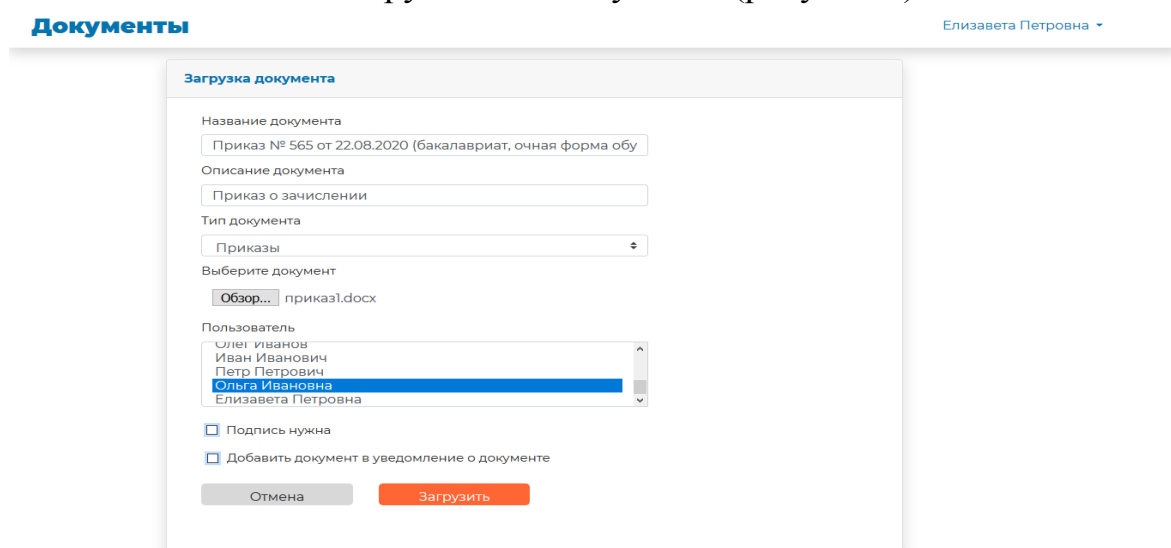 Документы
Елизавета Петровна
Загрузка документа
Название документа
Приказ № 565 от 22.08.2020 (бакалавриат, очная форма обу
Описание документа
Приказ о зачислении
Тип документа
Приказы
Выберите документ
Обзор... приказ1.docx
Пользователь
Олег Иванов
Иван Иванович
Петр Петрович
Ольга Ивановна
Елизавета Петровна
Подпись нужна
Добавить документ в уведомление о документе
Отмена Загрузить